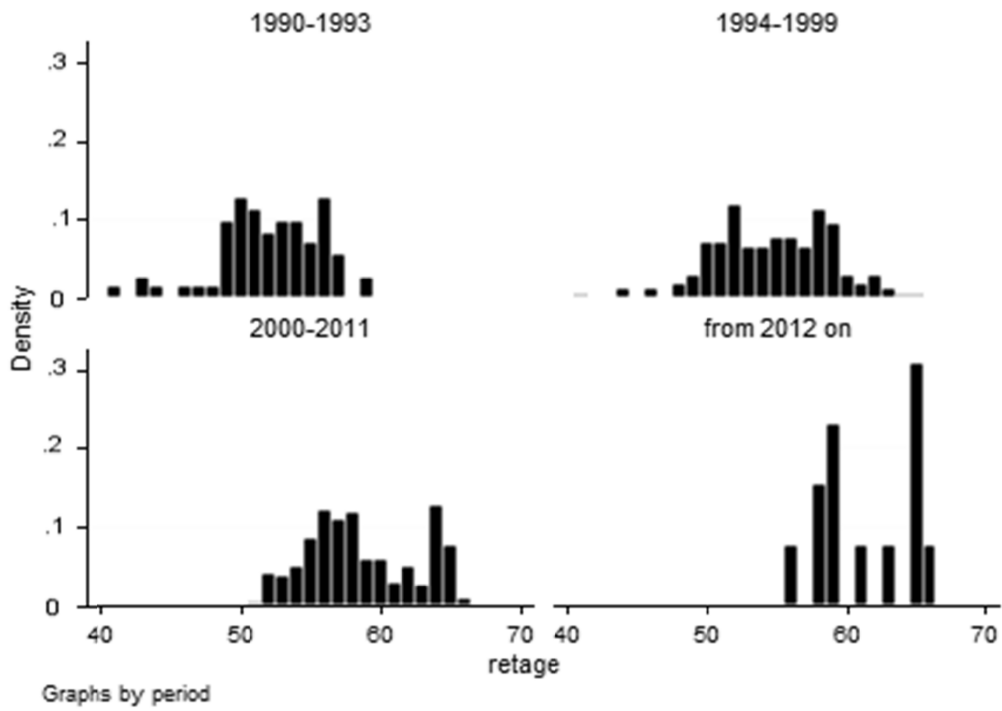 1990-1993
1994-1999
.3
.2
.1
0
2000-2011
from 2012 on
.3
.2
.1
0
Density
40 50 60 70 40 50 60 70
retage
Graphs by period